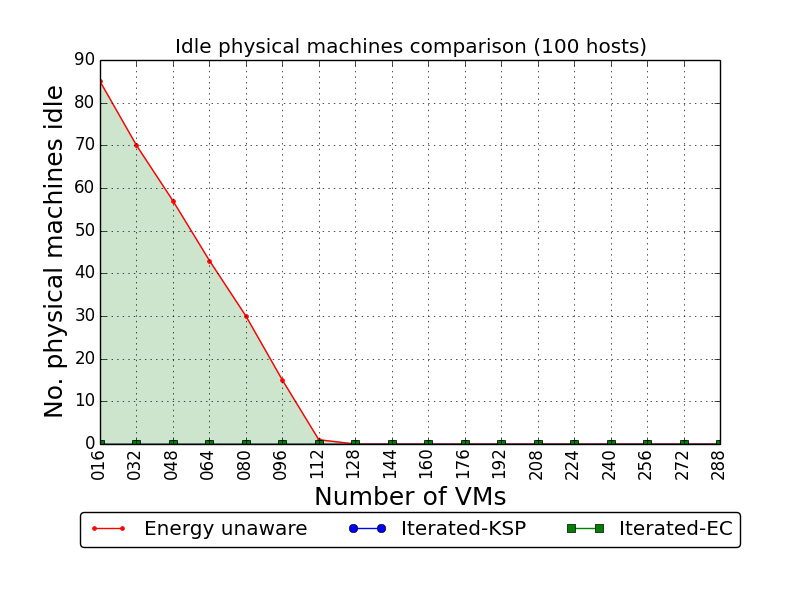 Idle physical machines comparison (100 hosts)
90
80
70
60
50
40
30
20
10
0
No. physical machines idle
016 032 048 064 080 096 112 128 144 160 176 192 208 224 240 256 272 288
Number of VMs
Energy unaware Iterated-KSP Iterated-EC